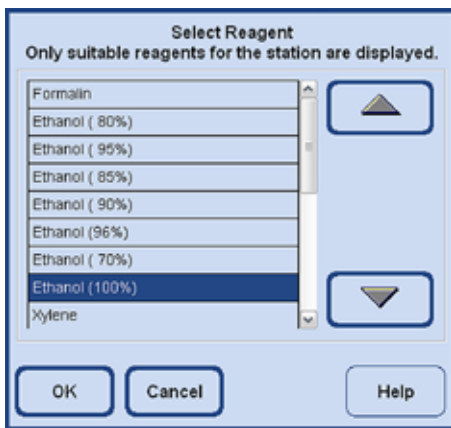 Select Reagent
Only suitable reagents for the station are displayed.
Formalin
Ethanol ( 80%)
Ethanol ( 95%)
Ethanol ( 85%)
Ethanol ( 90%)
Ethanol (96%)
Ethanol ( 70%)
Ethanol (100%)
Xylene
OK Cancel Help